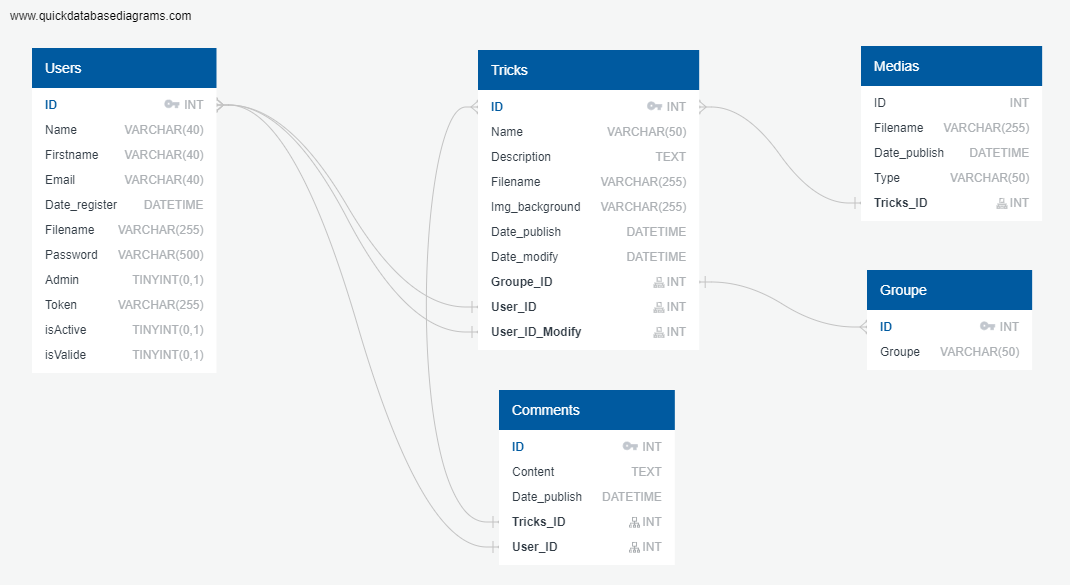 www.quickdatabasediagrams.com
Users
ID INT
Name VARCHAR(40)
Firstname VARCHAR(40)
Email VARCHAR(40)
Date_register DATETIME
Filename VARCHAR(255)
Password VARCHAR(500)
Admin TINYINT(0,1)
Token VARCHAR(255)
isActive TINYINT(0,1)
isValide TINYINT(0,1)
Tricks
ID INT
Name VARCHAR(50)
Description TEXT
Filename VARCHAR(255)
Img_background VARCHAR(255)
Date_publish DATETIME
Date_modify DATETIME
Groupe_ID INT
User_ID INT
User_ID_Modify INT
Medias
ID INT
Filename VARCHAR(255)
Date_publish DATETIME
Type VARCHAR(50)
Tricks_ID INT
Groupe
ID INT
Groupe VARCHAR(50)
Comments
ID INT
Content TEXT
Date_publish DATETIME
Tricks_ID INT
User_ID INT